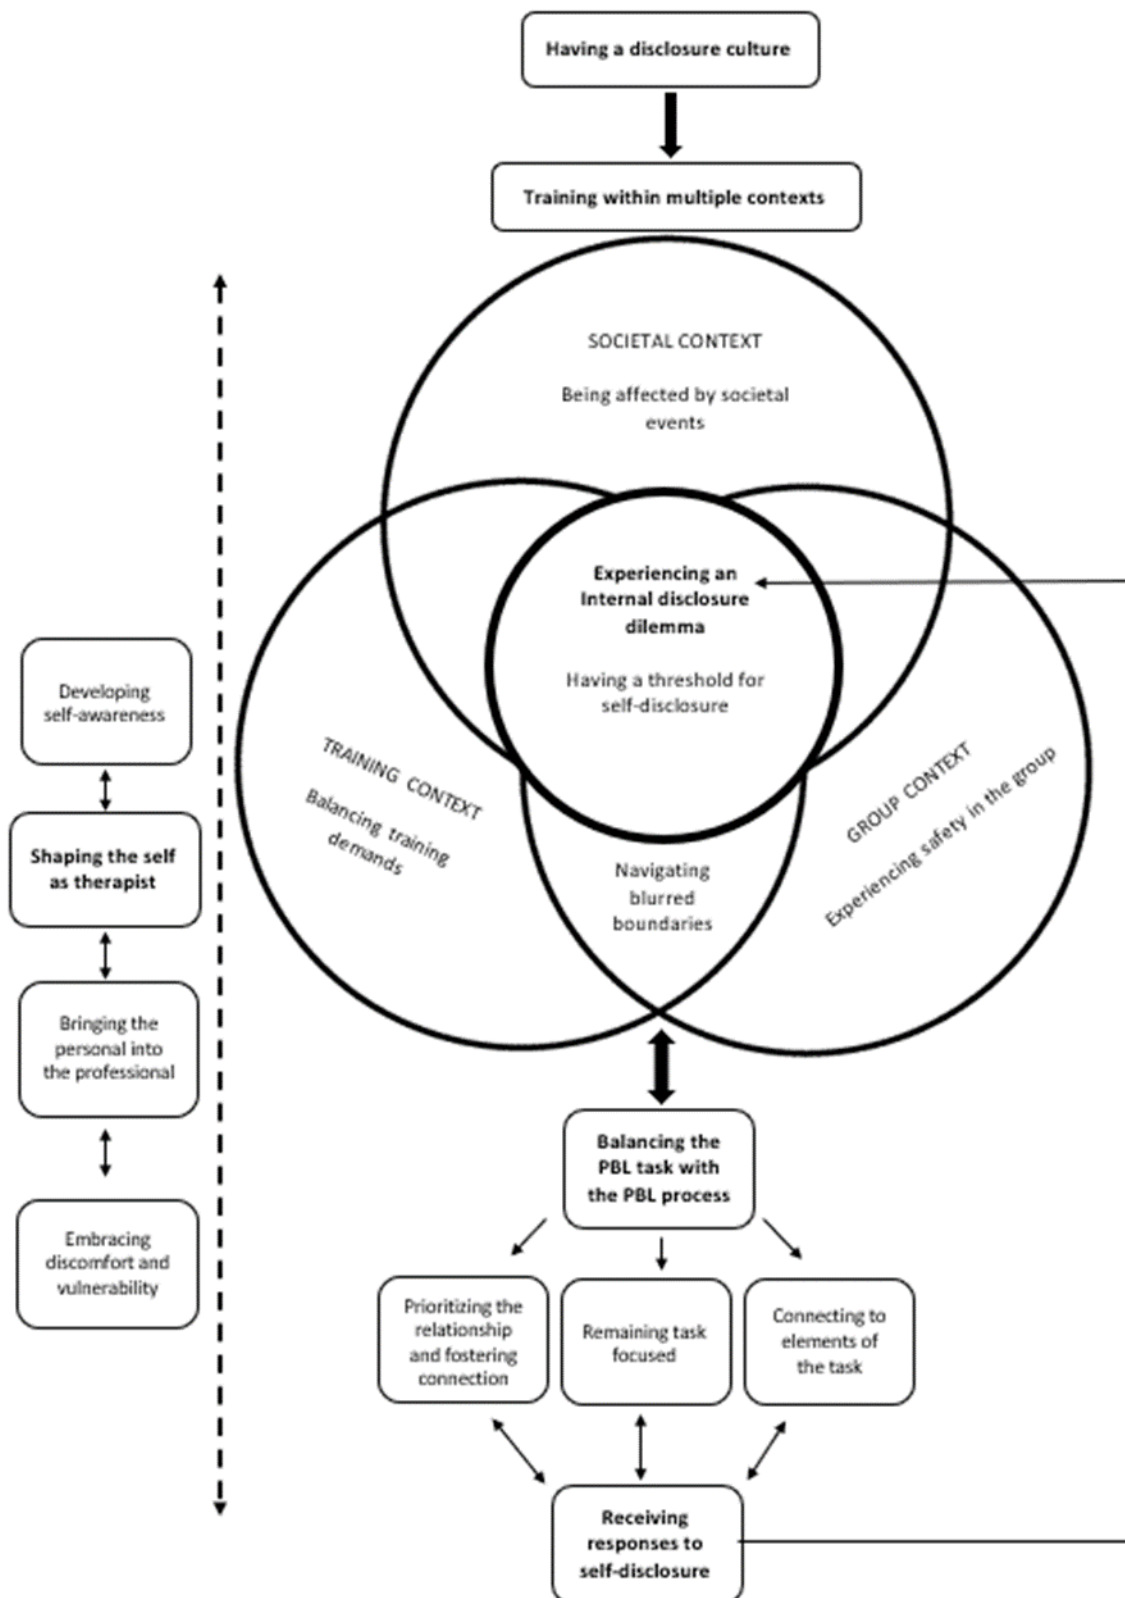 Having a disclosure culture
Training within multiple contexts
SOCIETAL CONTEXT
Being affected by societal
events
Experiencing an
Internal disclosure
dilemma
Having a threshold for
self-disclosure
TRAINING CONTEXT
Balancing training
demands
GROUP CONTEXT
Experiencing safety in the group
Navigating
blurred
boundaries
Developing
self-awareness
Shaping the self
as therapist
Bringing the
personal into
the professional
Embracing
discomfort and
vulnerability
Balancing the
PBL task with
the PBL process
Prioritizing the
relationship
and fostering
connection
Remaining task
focused
Connecting to
elements of
the task
Receiving
responses to
self-disclosure